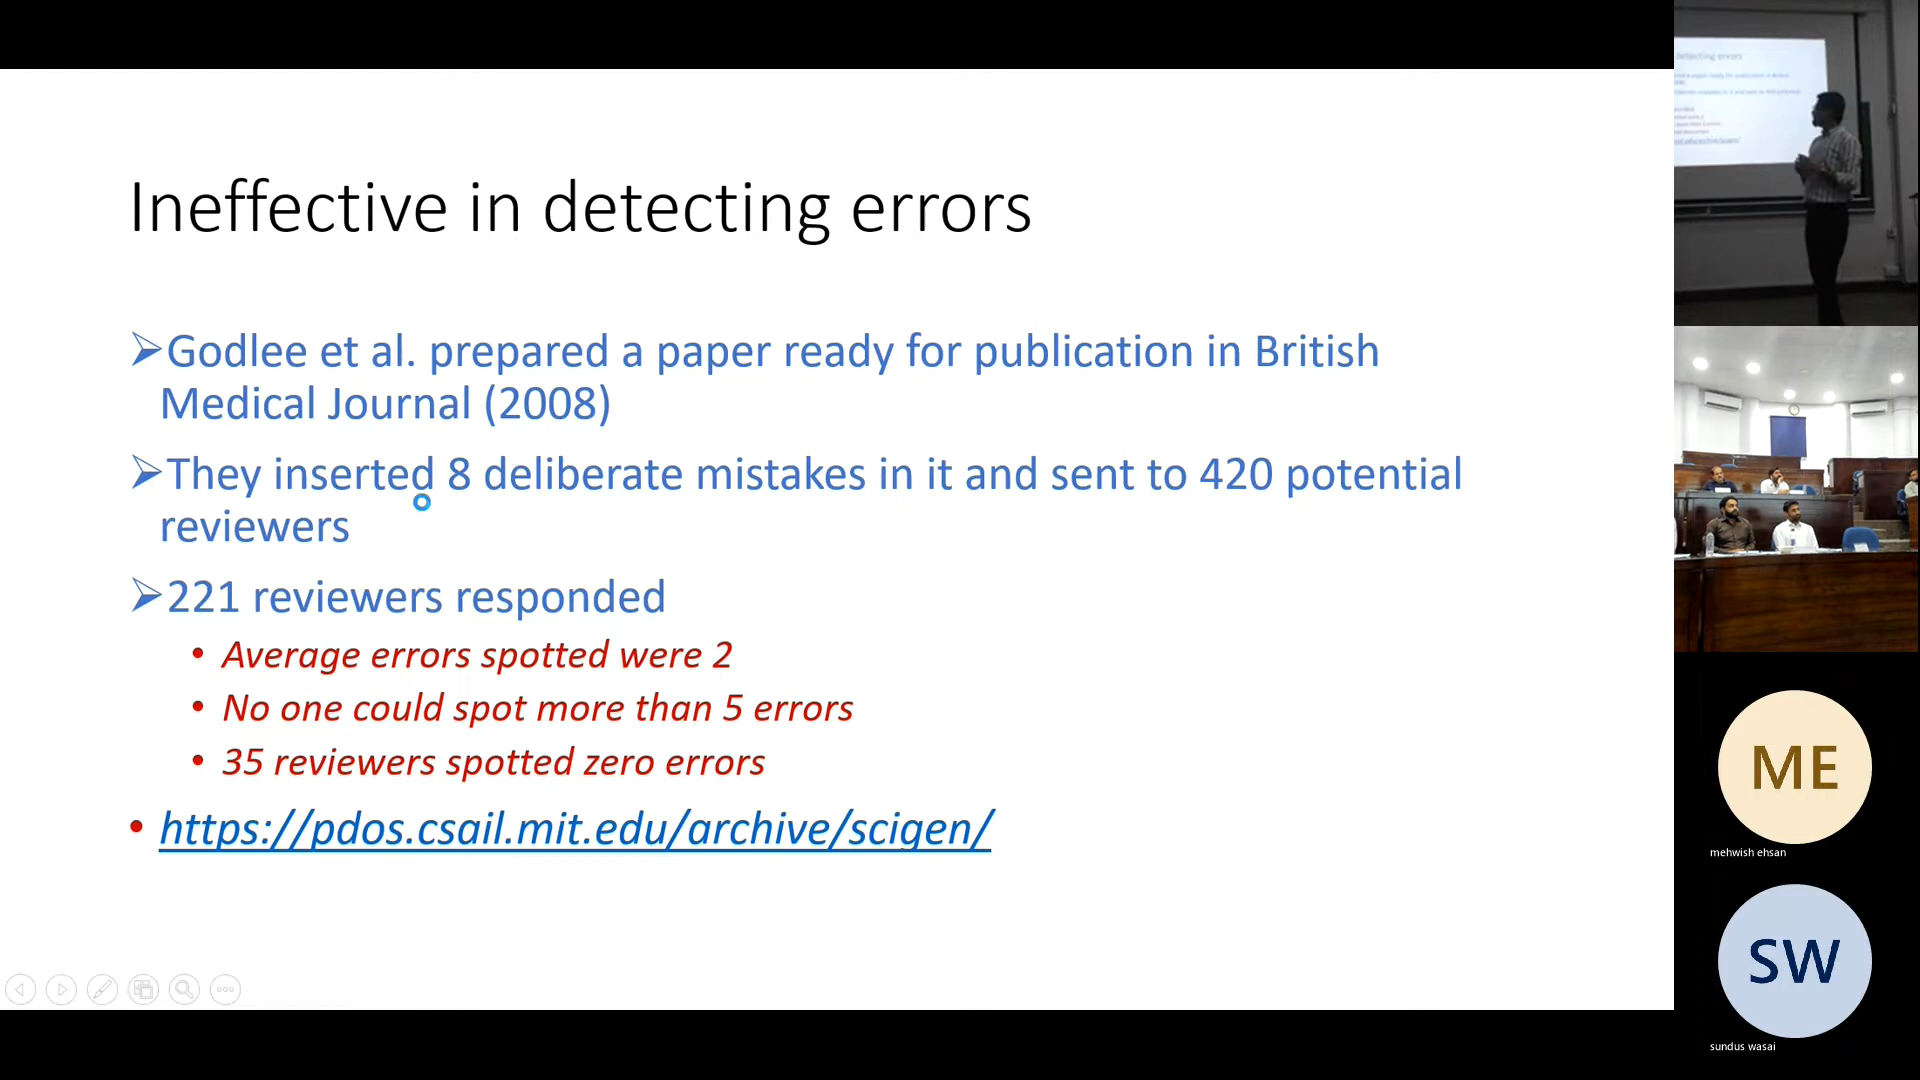 Ineffective in detecting errors
➢Godlee et al. prepared a paper ready for publication in British
Medical Journal (2008)
➢They inserted 8 deliberate mistakes in it and sent to 420 potential
reviewers
➢221 reviewers responded
• Average errors spotted were 2
• No one could spot more than 5 errors
• 35 reviewers spotted zero errors
• https://pdos.csail.mit.edu/archive/scigen/
detecting errors
ME
mehwish ehsan
SW
sundus wasai